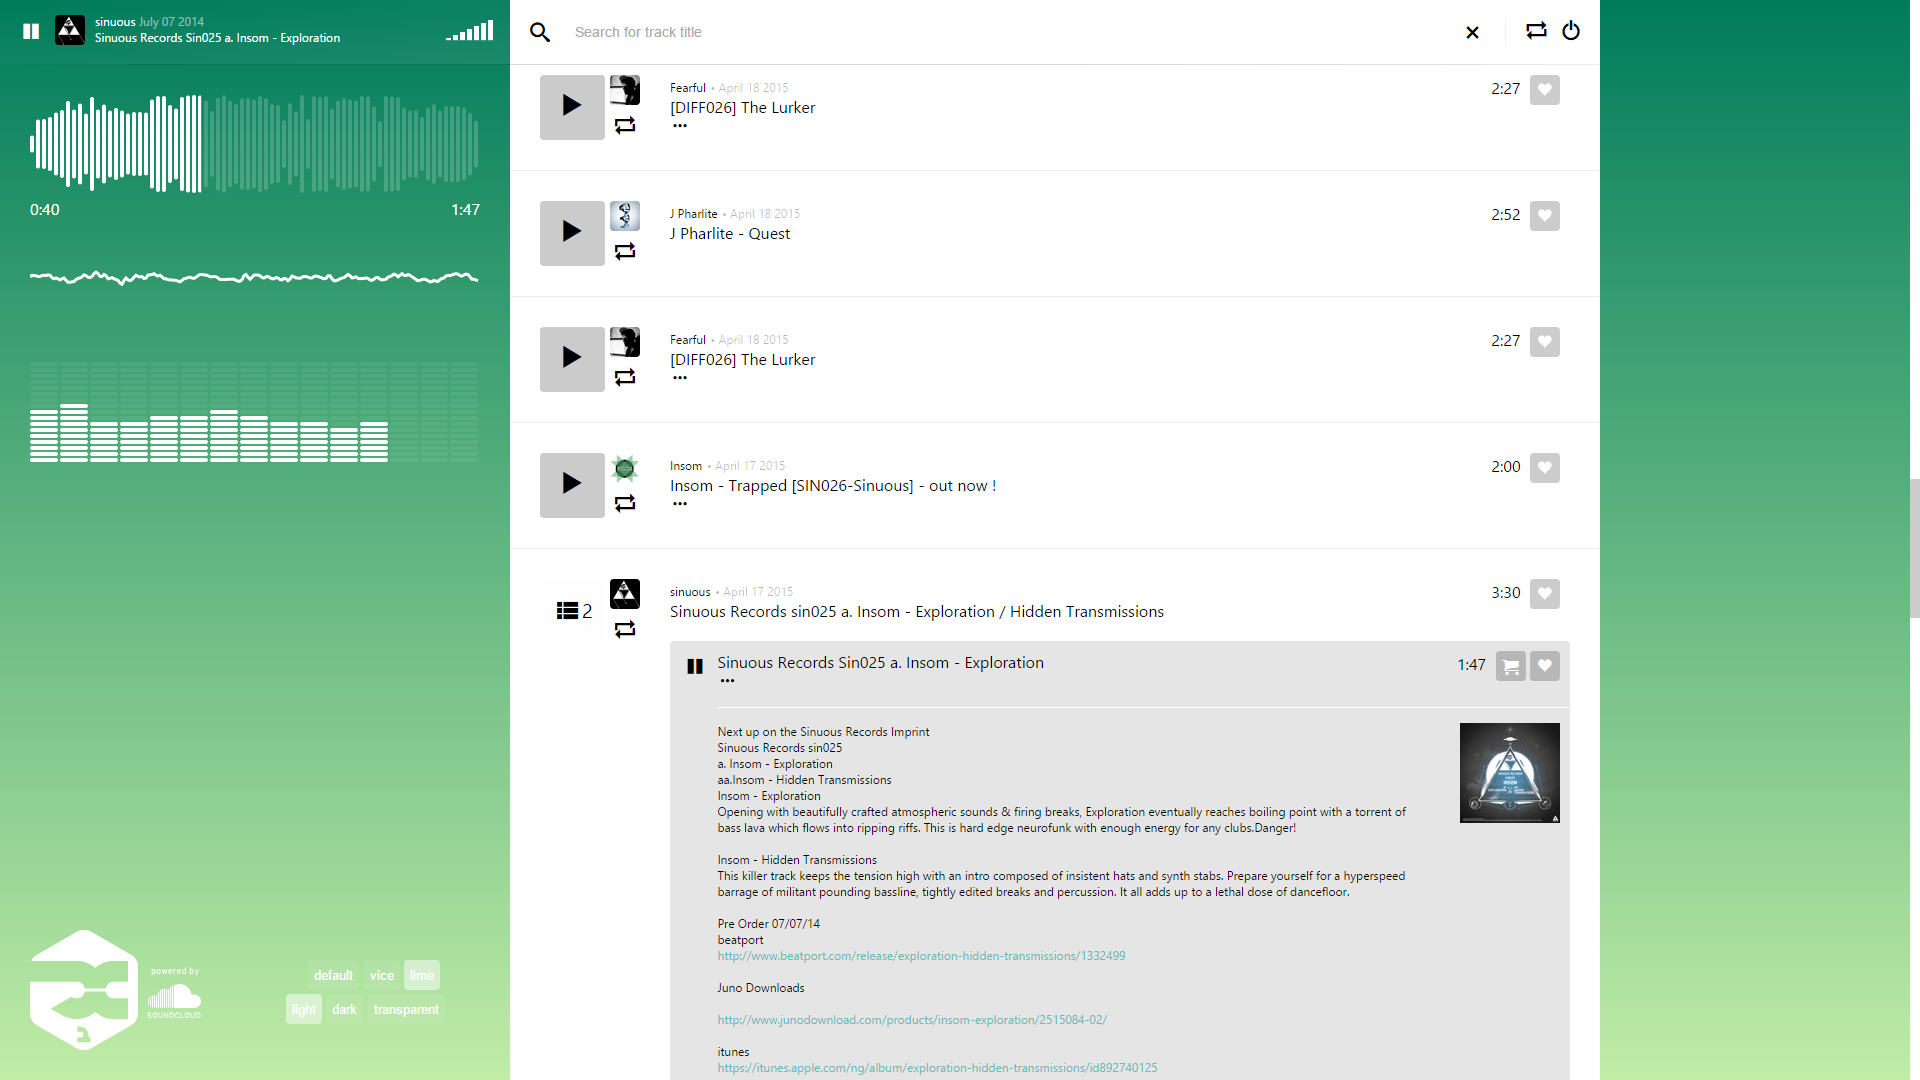 sinuous July 07 2014
Sinuous Records Sin025 a. Insom - Exploration
0:40
1:47
powered by
SOUNDCLOUD
default vice lime
light dark transparent
Search for track title
Fearful • April 18 2015
2:27
[DIFF026] The Lurker
•••
J Pharlite • April 18 2015
2:52
J Pharlite - Quest
Fearful • April 18 2015
2:27
[DIFF026] The Lurker
•••
Insom • April 17 2015
2:00
Insom - Trapped [SIN026-Sinuous] - out now !
•••
2
sinuous • April 17 2015
3:30
Sinuous Records sin025 a. Insom - Exploration / Hidden Transmissions
Sinuous Records Sin025 a. Insom - Exploration
1:47
•••
Next up on the Sinuous Records Imprint
Sinuous Records sin025
a. Insom - Exploration
aa.Insom - Hidden Transmissions
Insom - Exploration
Opening with beautifully crafted atmospheric sounds & firing breaks, Exploration eventually reaches boiling point with a torrent of
bass lava which flows into ripping riffs. This is hard edge neurofunk with enough energy for any clubs.Danger!
Insom - Hidden Transmissions
This killer track keeps the tension high with an intro composed of insistent hats and synth stabs. Prepare yourself for a hyperspeed
barrage of militant pounding bassline, tightly edited breaks and percussion. It all adds up to a lethal dose of dancefloor.
Pre Order 07/07/14
beatport
http://www.beatport.com/release/exploration-hidden-transmissions/1332499
Juno Downloads
http://www.junodownload.com/products/insom-exploration/2515084-02/
itunes
https://itunes.apple.com/ng/album/exploration-hidden-transmissions/id892740125